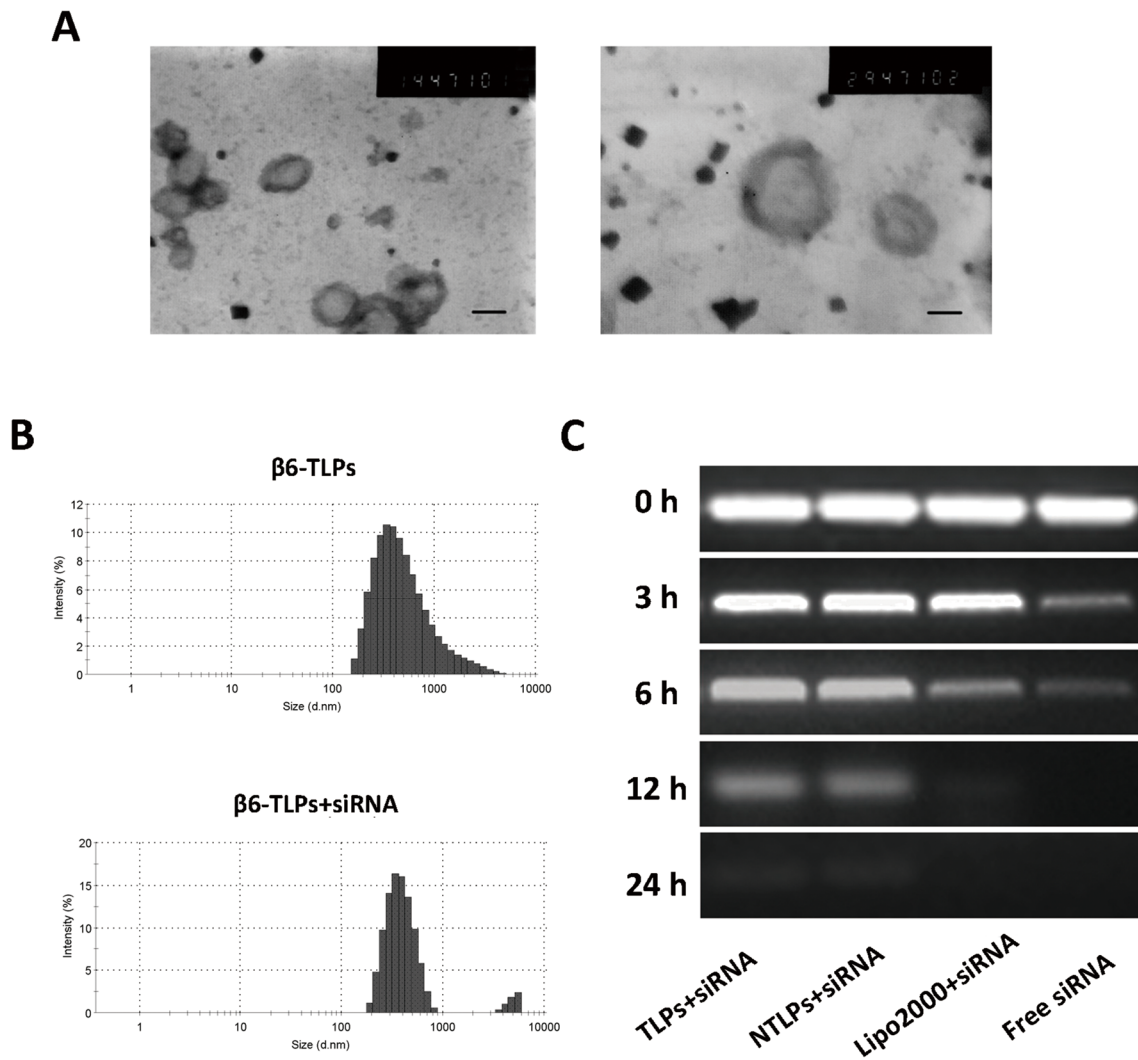 A
1447101
2947102
B
β6-TLPs
12
10
8
6
4
2
0
Intensity (%)
1
10
100
1000
10000
Size (d.nm)
β6-TLPs+siRNA
20
15
10
5
0
Intensity (%)
1
10
100
1000
10000
Size (d.nm)
C
0 h
3 h
6 h
12 h
24 h
TLPs+siRNA
NTLPs+siRNA
Lipo2000+siRNA
Free siRNA